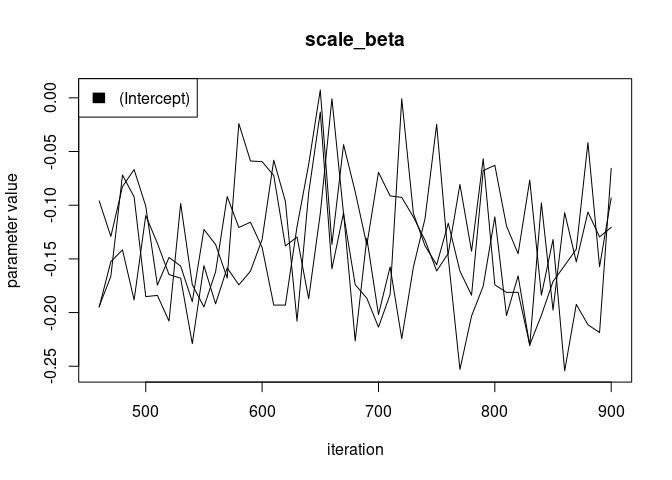 scale_beta
(Intercept)
parameter value
0.00
-0.05
-0.10
-0.15
-0.20
-0.25
500 600 700 800 900
iteration